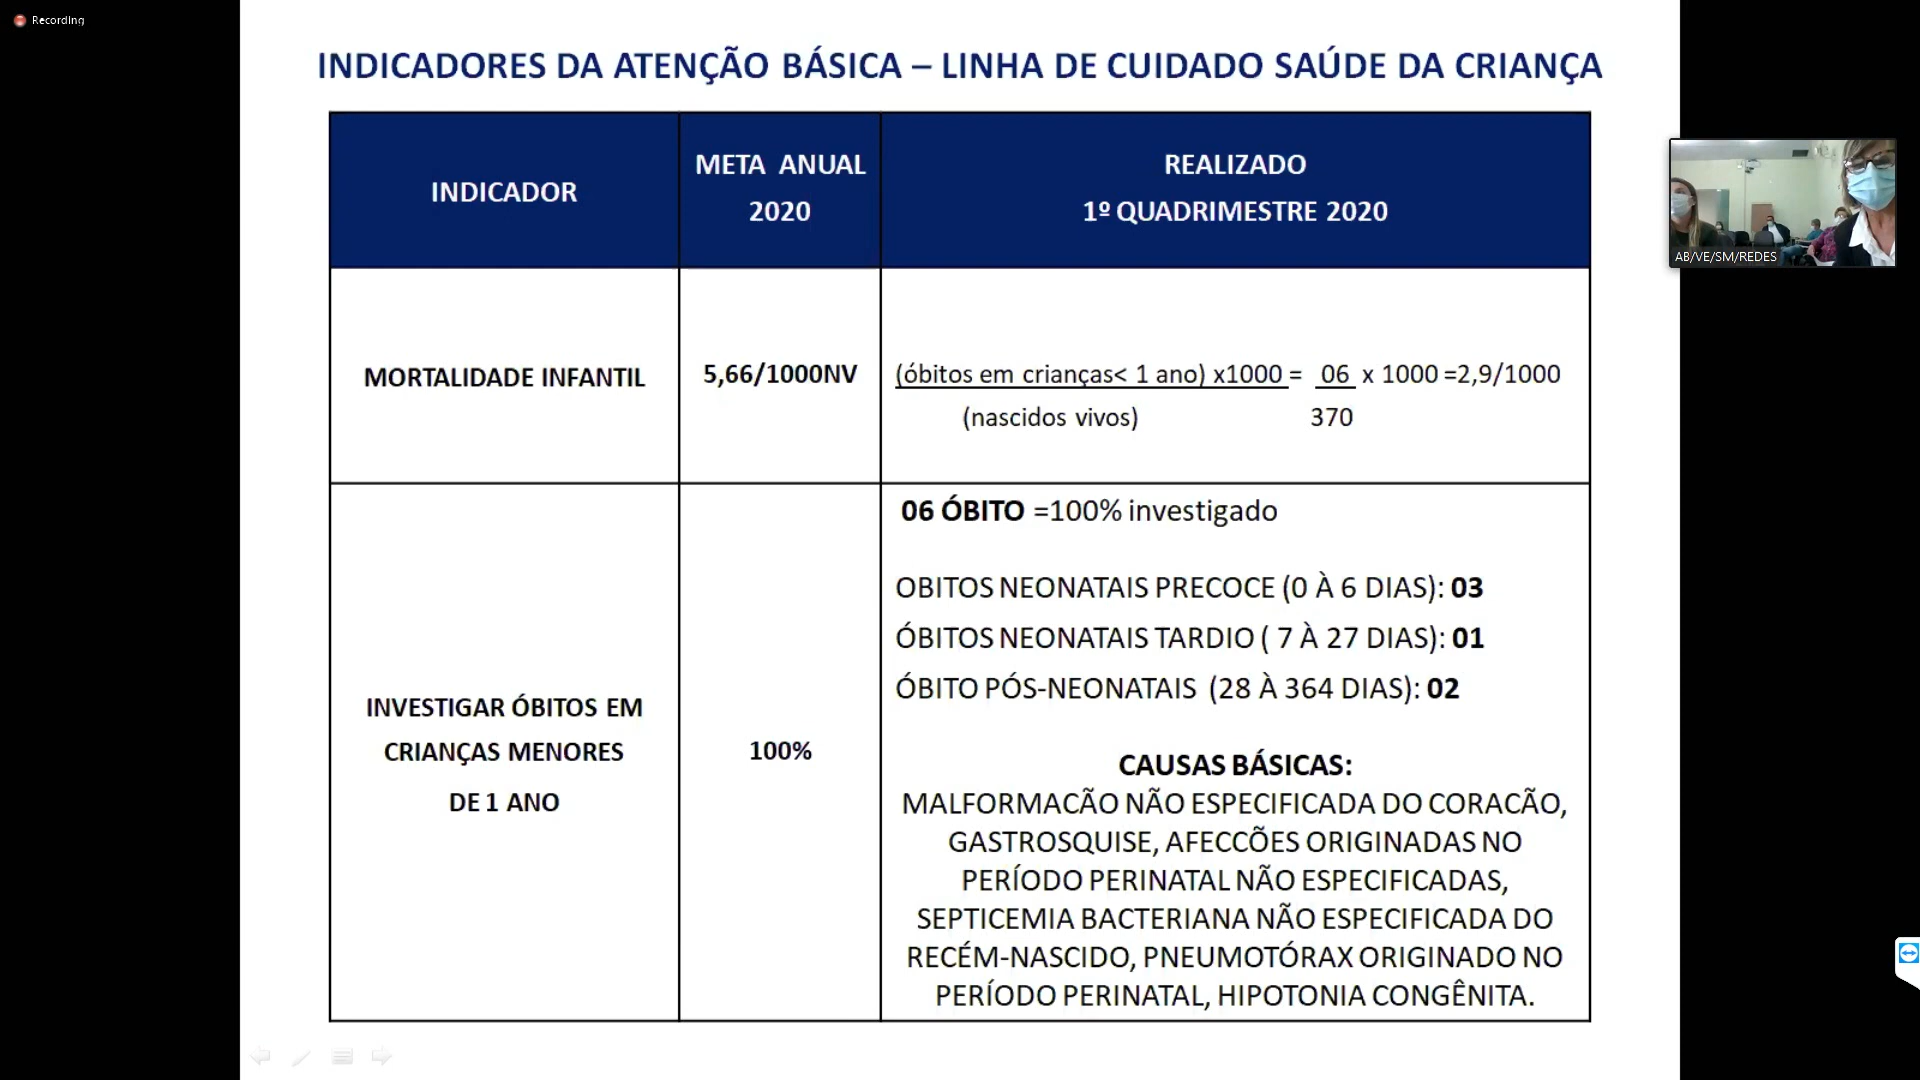 Recording
INDICADORES DA ATENÇÃO BÁSICA – LINHA DE CUIDADO SAÚDE DA CRIANÇA
INDICADOR
META ANUAL
2020
REALIZADO
1º QUADRIMESTRE 2020
MORTALIDADE INFANTIL
5,66/1000NV
(óbitos em crianças< 1 ano) x1000 = 06 x 1000 =2,9/1000
(nascidos vivos) 370
INVESTIGAR ÓBITOS EM
CRIANÇAS MENORES
DE 1 ANO
100%
06 ÓBITO =100% investigado
OBITOS NEONATAIS PRECOCE (0 À 6 DIAS): 03
ÓBITOS NEONATAIS TARDIO ( 7 À 27 DIAS): 01
ÓBITO PÓS-NEONATAIS (28 À 364 DIAS): 02
CAUSAS BÁSICAS:
MALFORMACÃO NÃO ESPECIFICADA DO CORACÃO,
GASTROSQUISE, AFECCÕES ORIGINADAS NO
PERÍODO PERINATAL NÃO ESPECIFICADAS,
SEPTICEMIA BACTERIANA NÃO ESPECIFICADA DO
RECÉM-NASCIDO, PNEUMOTÓRAX ORIGINADO NO
PERÍODO PERINATAL, HIPOTONIA CONGÊNITA.
AB/VE/SM/REDES